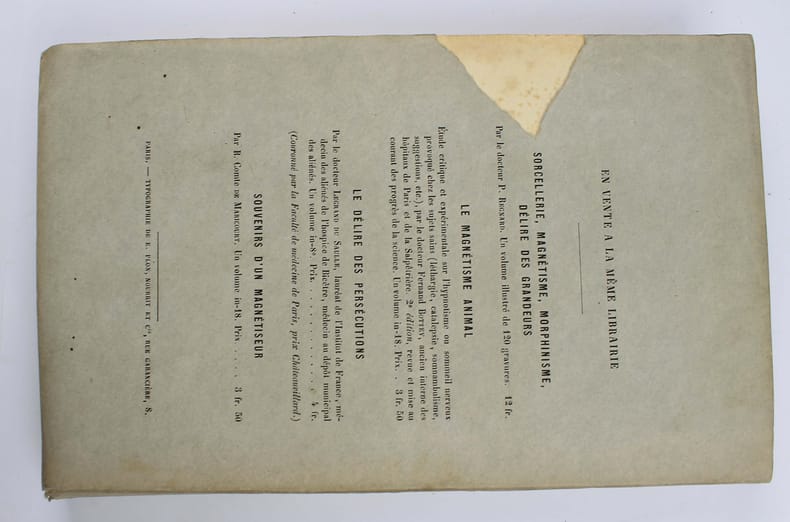 EN VENTE A LA MÊME LIBRAIRIE
SORCELLERIE, MAGNÉTISME, MORPHINISME,
DÉLIRE DES GRANDEURS
Par le docteur P. REGNARD. Un volume illustré de 120 gravures. 12 fr.
LE MAGNÉTISME ANIMAL
Étude critique et expérimentale sur l'hypnotisme ou sommeil nerveux
provoqué chez les sujets sains (léthargie, catalepsie, somnambulisme,
suggestions, etc.), par le docteur Fernand BOTTEY, ancien interne des
hôpitaux de Paris et de la Salpêtrière. 2e édition, revue et mise au
courant des progrès de la science. Un volume in-18. Prix. . 3 fr. 50
LE DÉLIRE DES PERSÉCUTIONS
Par le docteur LEGRAND DU SAULLE, lauréat de l'Institut de France, mé-
decin des aliénés de l'hospice de Bicêtre, médecin au dépôt municipal
des aliénés. Un volume in-8°. Prix. . . . . . . . . . . . . 4 fr.
(Couronné par la Faculté de médecine de Paris, prix Châteauvillard.)
SOUVENIRS D'UN MAGNÉTISEUR
Par R. Comte DE MARICOURT. Un volume in-18. Prix . . . . . 3 fr. 50
PARIS. — TYPOGRAPHIE DE E. PLON, NOURRIT ET Cie, RUE GARANCIÈRE, 8.